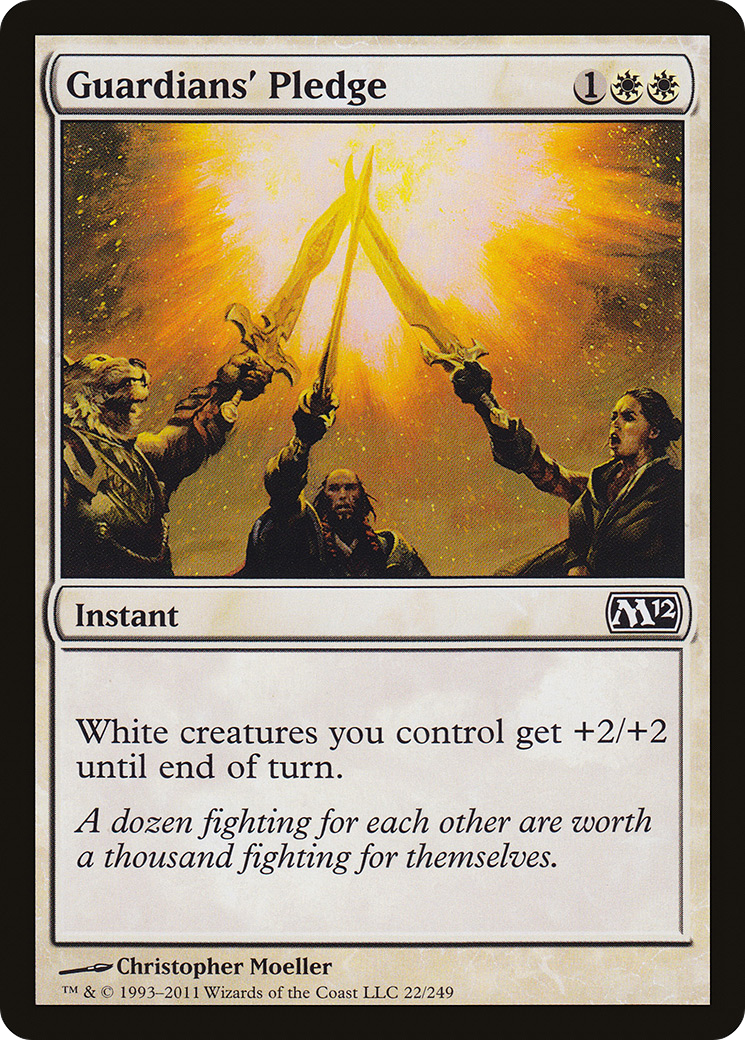 Guardians' Pledge 1
Instant M12
White creatures you control get +2/+2
until end of turn.
A dozen fighting for each other are worth
a thousand fighting for themselves.
Christopher Moeller
™ & © 1993–2011 Wizards of the Coast LLC 22/249